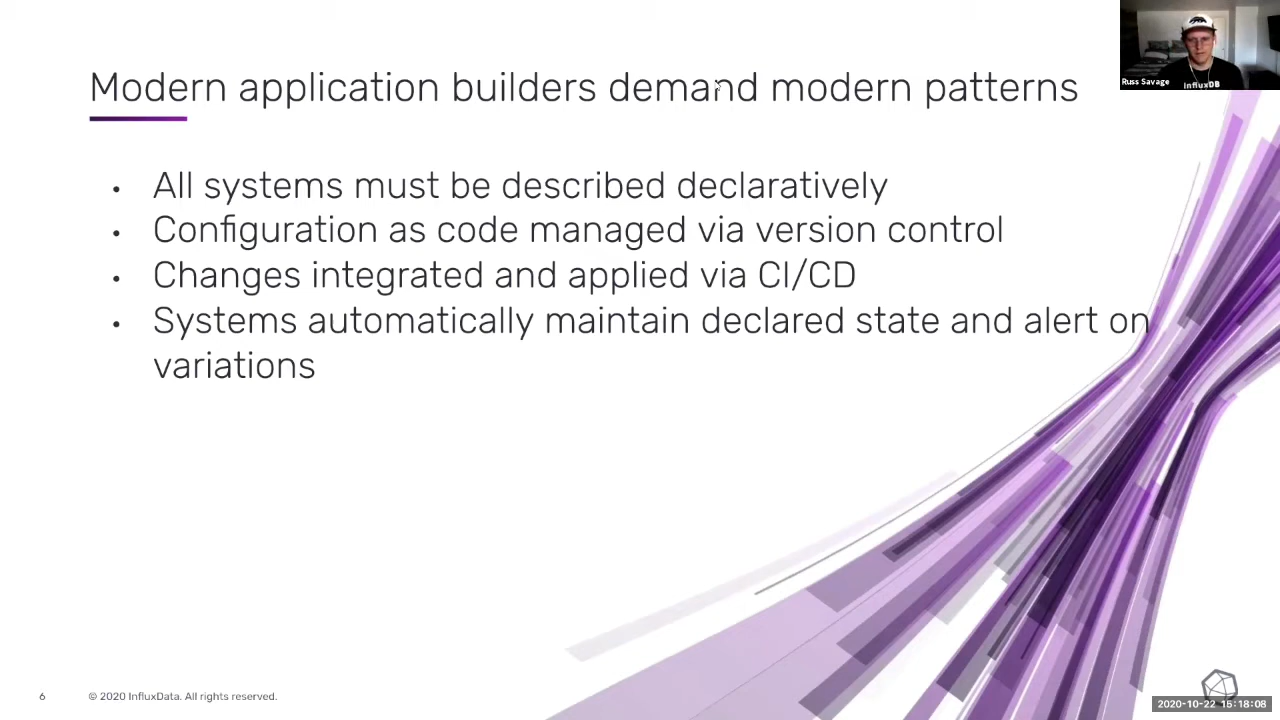 Modern application builders demand modern patterns
Russ Savage
InfluxDB
• All systems must be described declaratively
• Configuration as code managed via version control
• Changes integrated and applied via CI/CD
• Systems automatically maintain declared state and alert on
variations
6
© 2020 InfluxData. All rights reserved.
2020-10-22 15:18:08